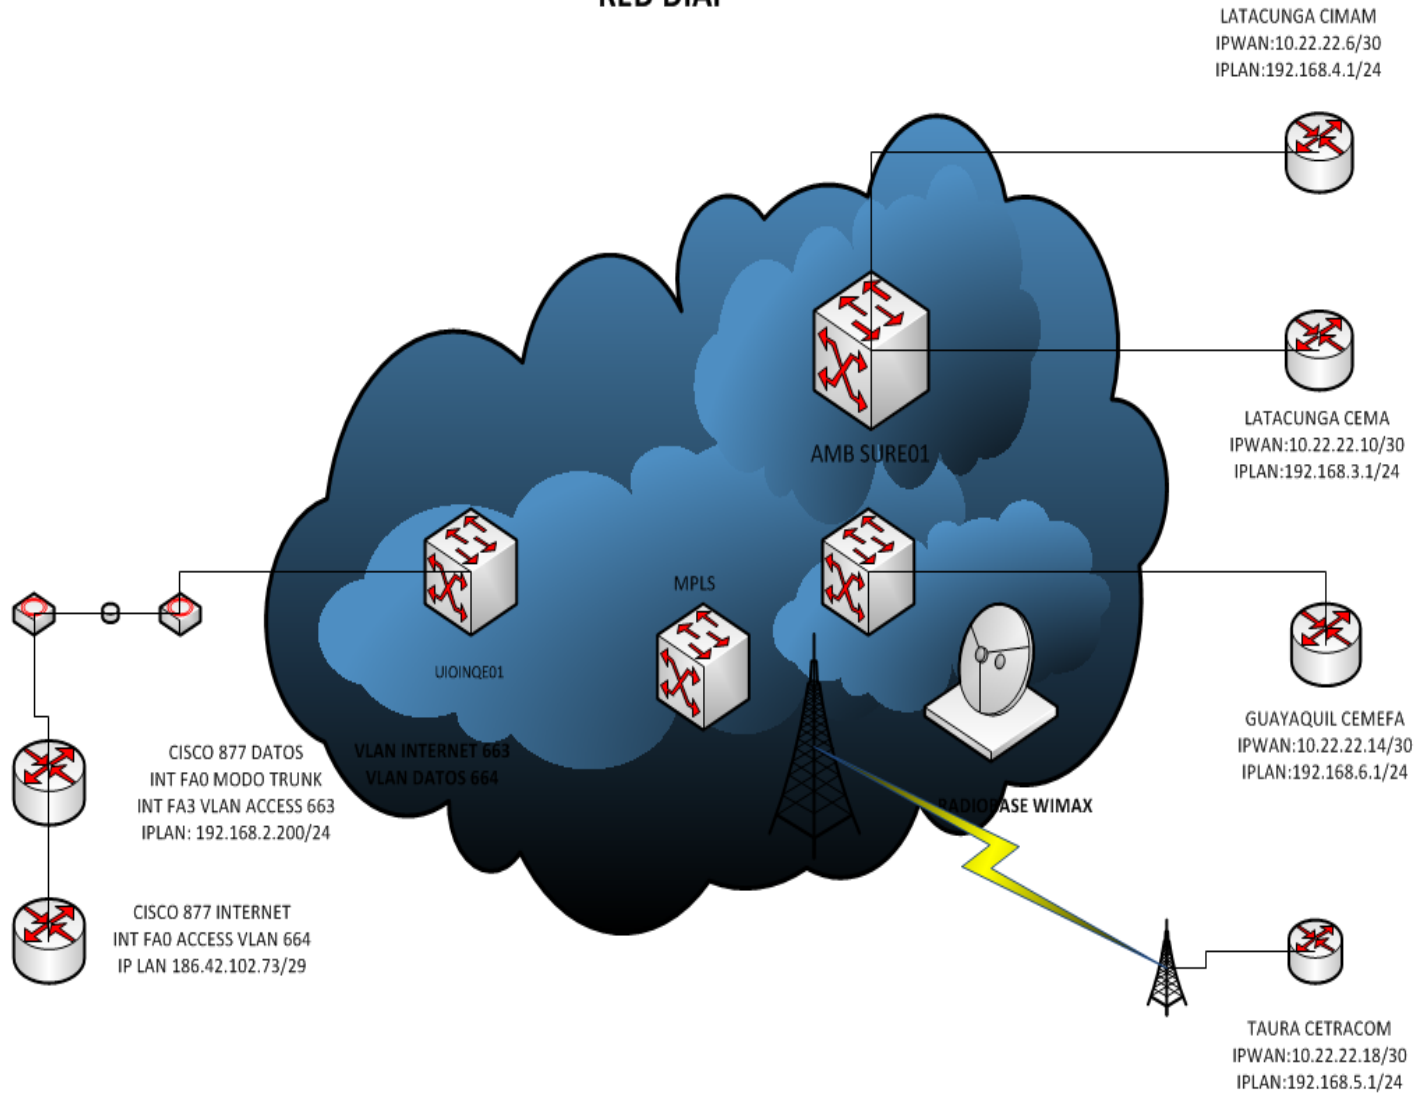 RED DIAF
LATACUNGA CIMAM
IPWAN:10.22.22.6/30
IPLAN:192.168.4.1/24
LATACUNGA CEMA
IPWAN:10.22.22.10/30
IPLAN:192.168.3.1/24
AMB SURE01
MPLS
UIOINQE01
GUAYAQUIL CEMEFA
IPWAN:10.22.22.14/30
IPLAN:192.168.6.1/24
CISCO 877 DATOS
INT FA0 MODO TRUNK
INT FA3 VLAN ACCESS 663
IPLAN: 192.168.2.200/24
VLAN INTERNET 663
VLAN DATOS 664
RADIOBASE WIMAX
CISCO 877 INTERNET
INT FA0 ACCESS VLAN 664
IP LAN 186.42.102.73/29
TAURA CETRACOM
IPWAN:10.22.22.18/30
IPLAN:192.168.5.1/24